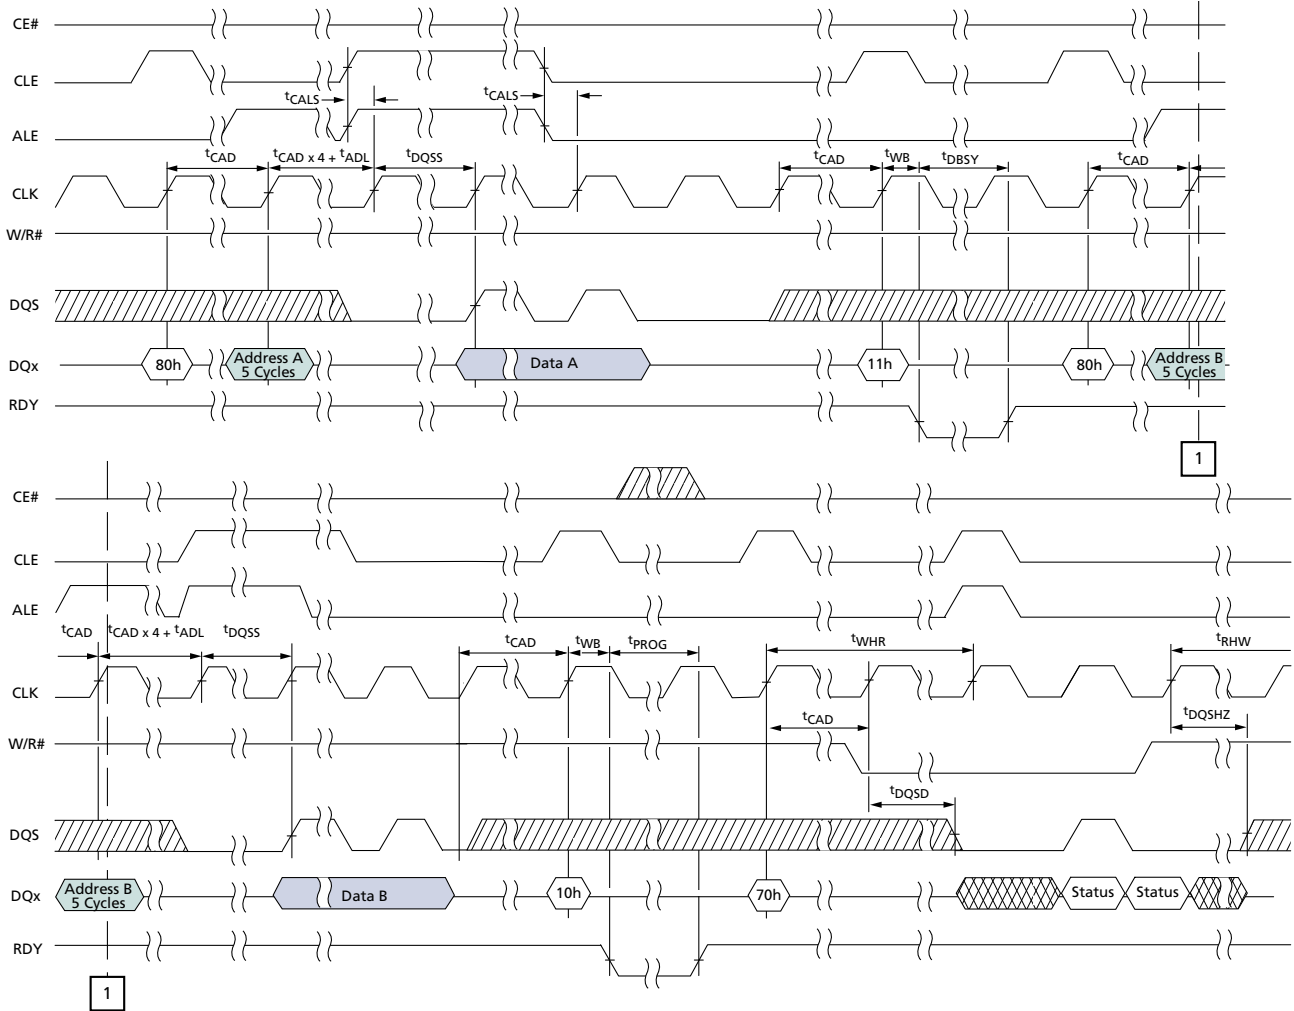 CE#
CLE
tCALS
tCALS
ALE
tCAD
tCAD x 4 + tADL
tDQSS
tCAD
tWB
tDBSY
tCAD
CLK
W/R#
DQS
DQx
80h
Address A
5 Cycles
Data A
11h
80h
Address B
5 Cycles
RDY
1
CE#
CLE
ALE
tCAD
tCAD x 4 + tADL
tDQSS
tCAD
tWB
tPROG
tWHR
tRHW
CLK
tCAD
tDQSHZ
W/R#
tDQSD
DQS
DQx
Address B
5 Cycles
Data B
10h
70h
Status
Status
RDY
1